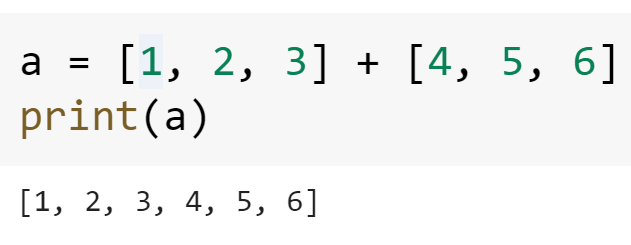 a = [1, 2, 3] + [4, 5, 6]
print(a)
[1, 2, 3, 4, 5, 6]